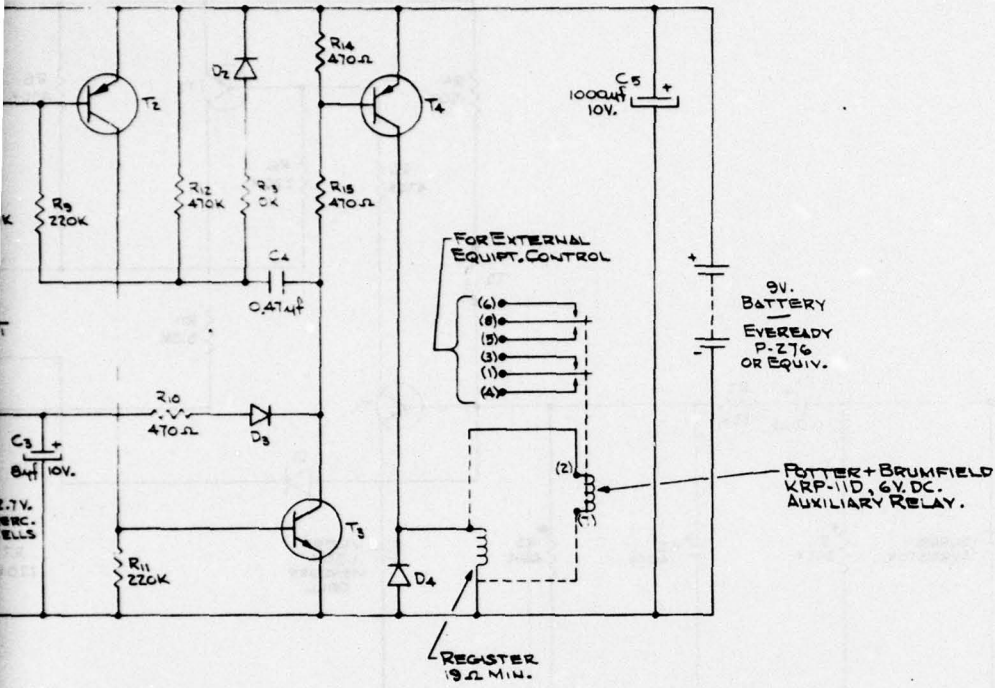 R14
470Ω
D2
C5
+
1000μf
10V.
T2
T4
R9
220K
R12
470K
R13
R15
470Ω
C4
0.47μf
FOR EXTERNAL
EQUIPT. CONTROL
(6)
(8)
(5)
(3)
(1)
(4)
+
-
9V.
BATTERY
EVEREADY
P-276
OR EQUIV.
R10
470Ω
D3
C3
+
8μf 10V.
(2)
POTTER + BRUMFIELD
KRP-11D, 6V. DC.
AUXILIARY RELAY.
2.7V.
ERC.
ELLS
R11
220K
D4
REGISTER
19Ω MIN.